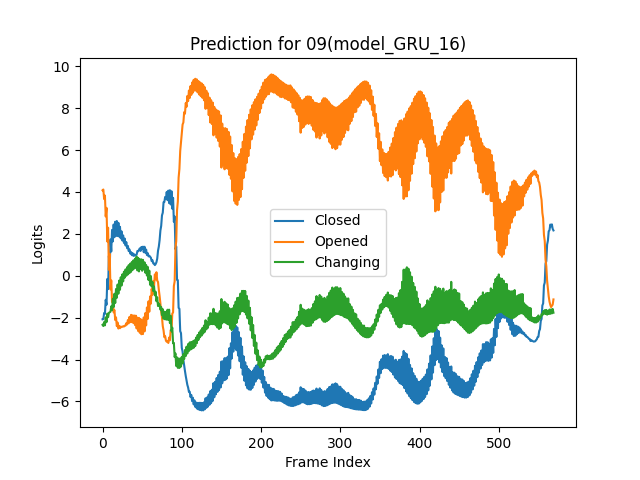 Prediction for 09(model_GRU_16)
Logits
10
8
6
4
2
0
−2
−4
−6
Closed
Opened
Changing
0 100 200 300 400 500
Frame Index